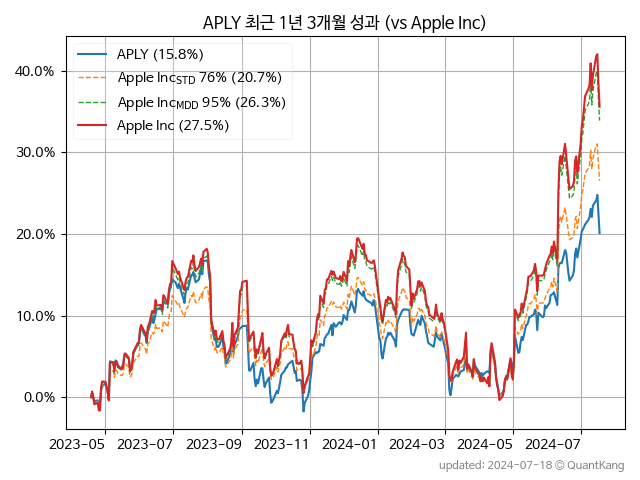 APLY 최근 1년 3개월 성과 (vs Apple Inc)
APLY (15.8%)
Apple IncSTD 76% (20.7%)
Apple IncMDD 95% (26.3%)
Apple Inc (27.5%)
40.0%
30.0%
20.0%
10.0%
0.0%
2023-05 2023-07 2023-09 2023-11 2024-01 2024-03 2024-05 2024-07
updated: 2024-07-18 © QuantKang